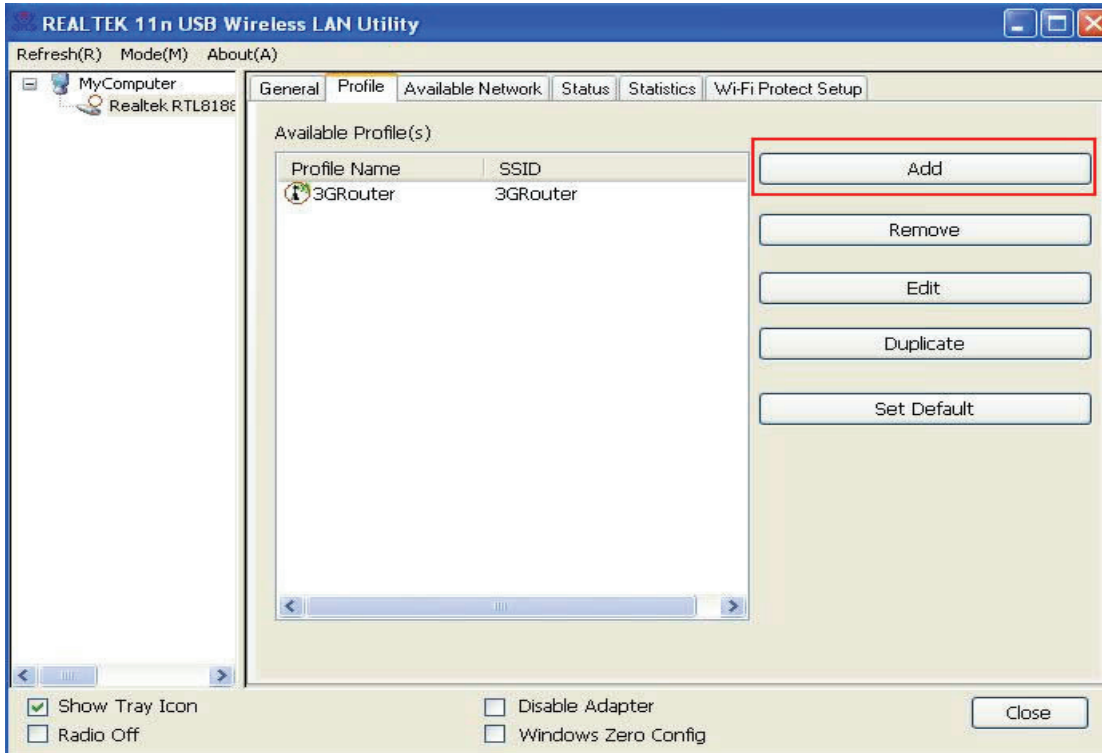 REALTEK 11n USB Wireless LAN Utility
Refresh(R) Mode(M) About(A)
MyComputer
Realtek RTL8188
General Profile Available Network Status Statistics Wi-Fi Protect Setup
Available Profile(s)
Profile Name SSID
3GRouter 3GRouter
Add
Remove
Edit
Duplicate
Set Default
Show Tray Icon
Radio Off
Disable Adapter
Windows Zero Config
Close